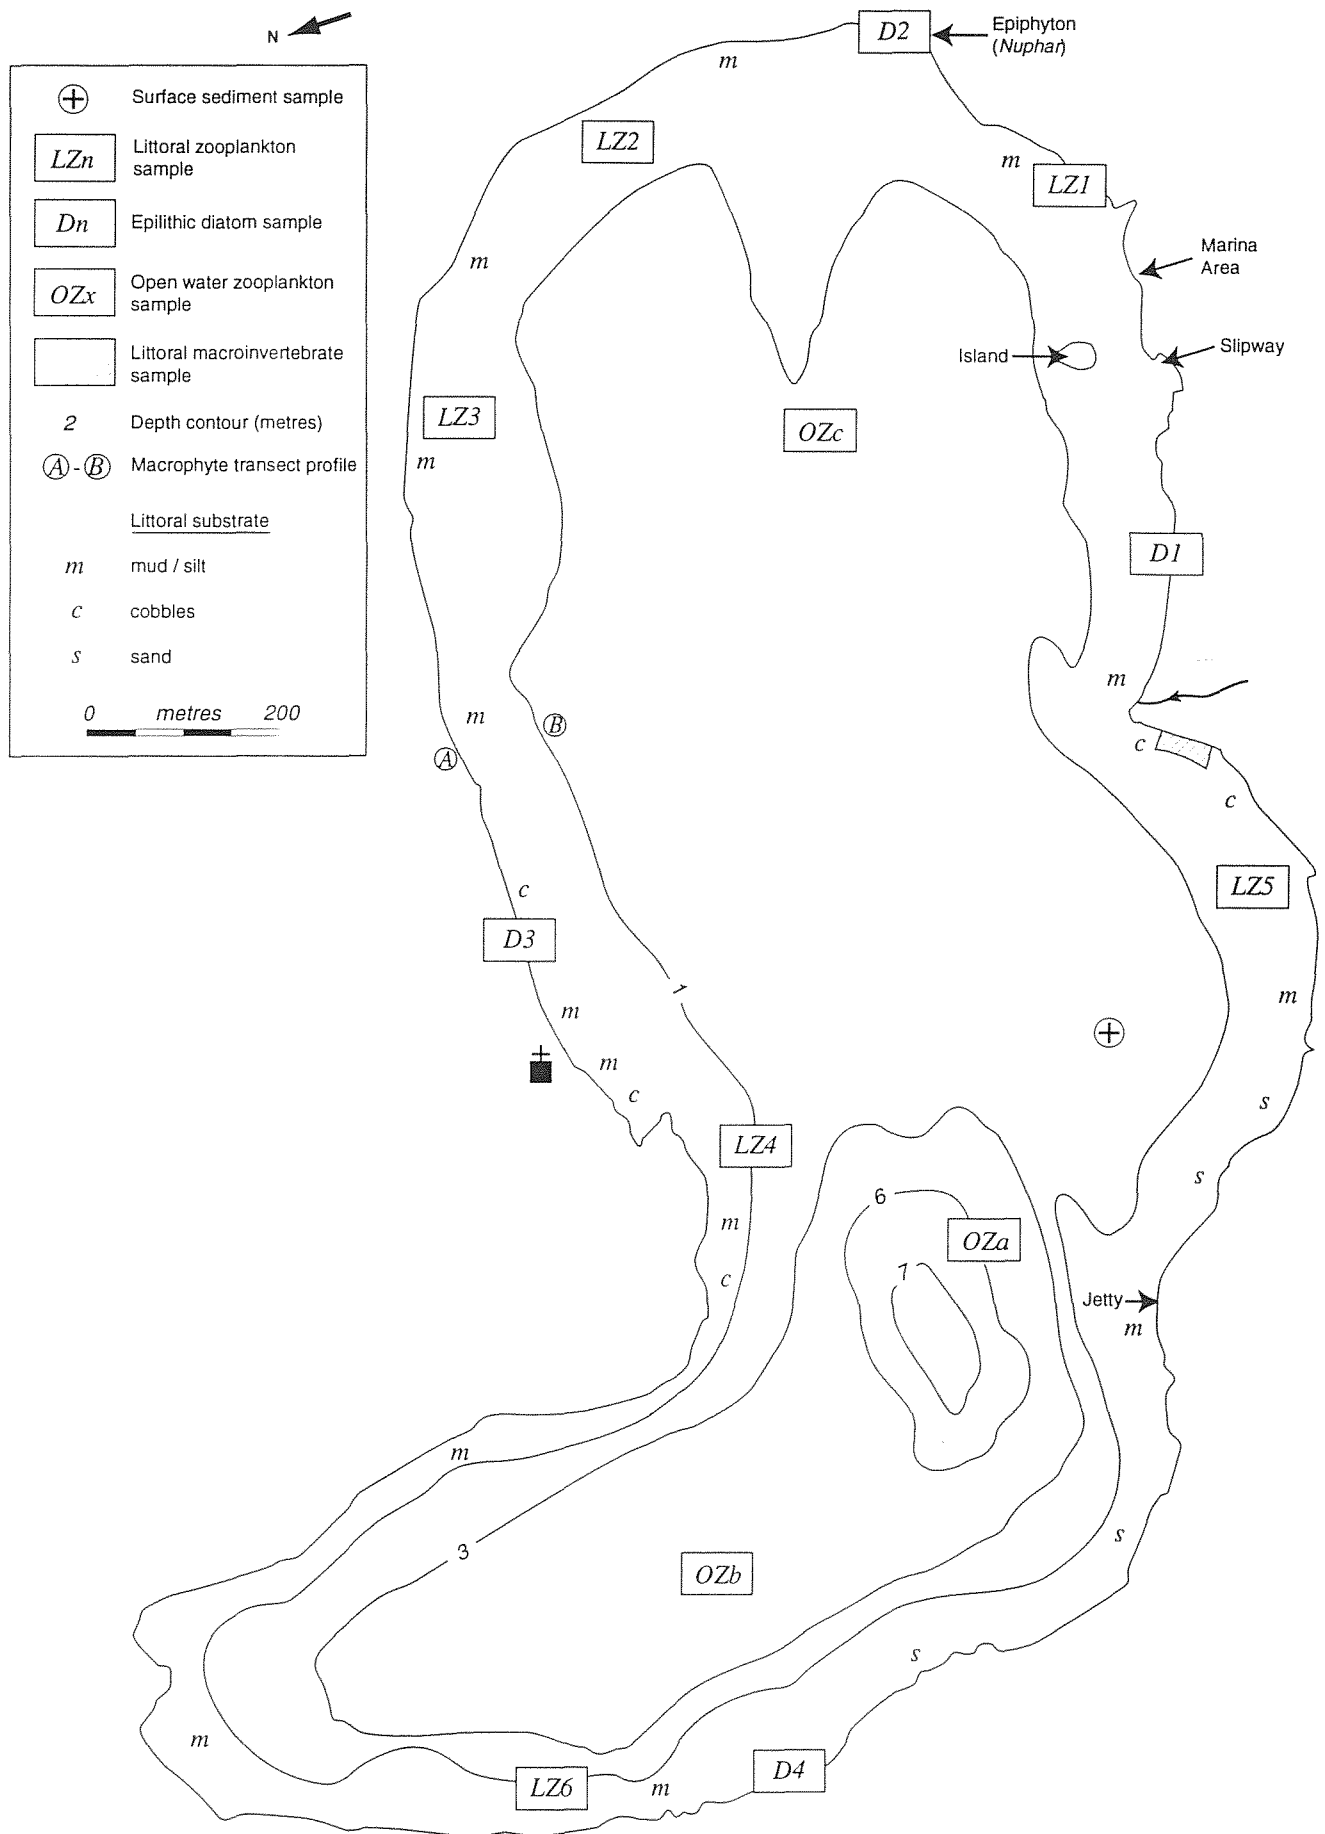 N
Surface sediment sample
LZn
Littoral zooplankton
sample
Dn
Epilithic diatom sample
OZx
Open water zooplankton
sample
Littoral macroinvertebrate
sample
2
Depth contour (metres)
A - B
Macrophyte transect profile
Littoral substrate
m
mud / silt
c
cobbles
s
sand
0 metres 200
D2
Epiphyton
(Nuphar)
m
LZ2
m
LZ1
m
Marina
Area
Island
Slipway
LZ3
OZc
m
D1
m
m
B
A
c
c
c
LZ5
D3
1
m
m
m
c
s
LZ4
s
6
m
OZa
c
7
Jetty
m
m
s
3
OZb
s
m
D4
LZ6
m